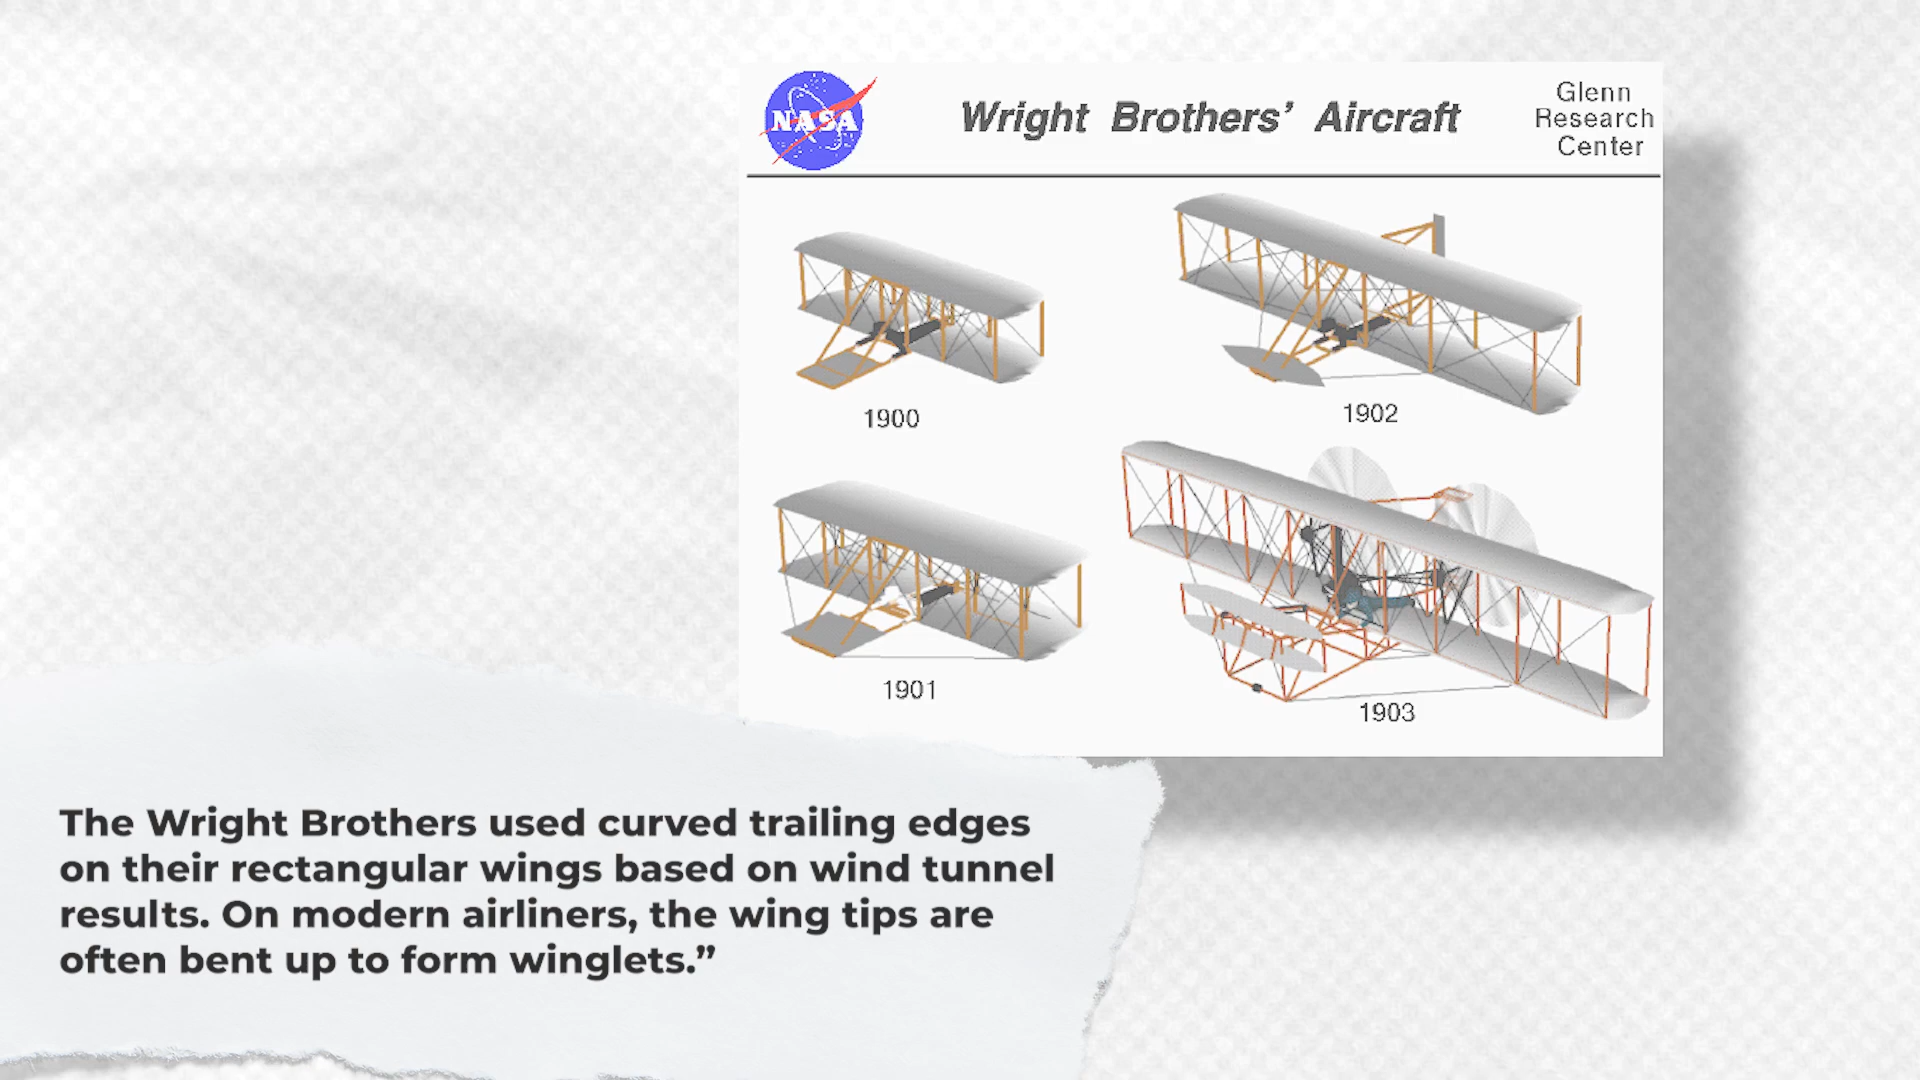 NASA
Wright Brothers' Aircraft
Glenn
Research
Center
1900
1902
1901
1903
The Wright Brothers used curved trailing edges
on their rectangular wings based on wind tunnel
results. On modern airliners, the wing tips are
often bent up to form winglets.”